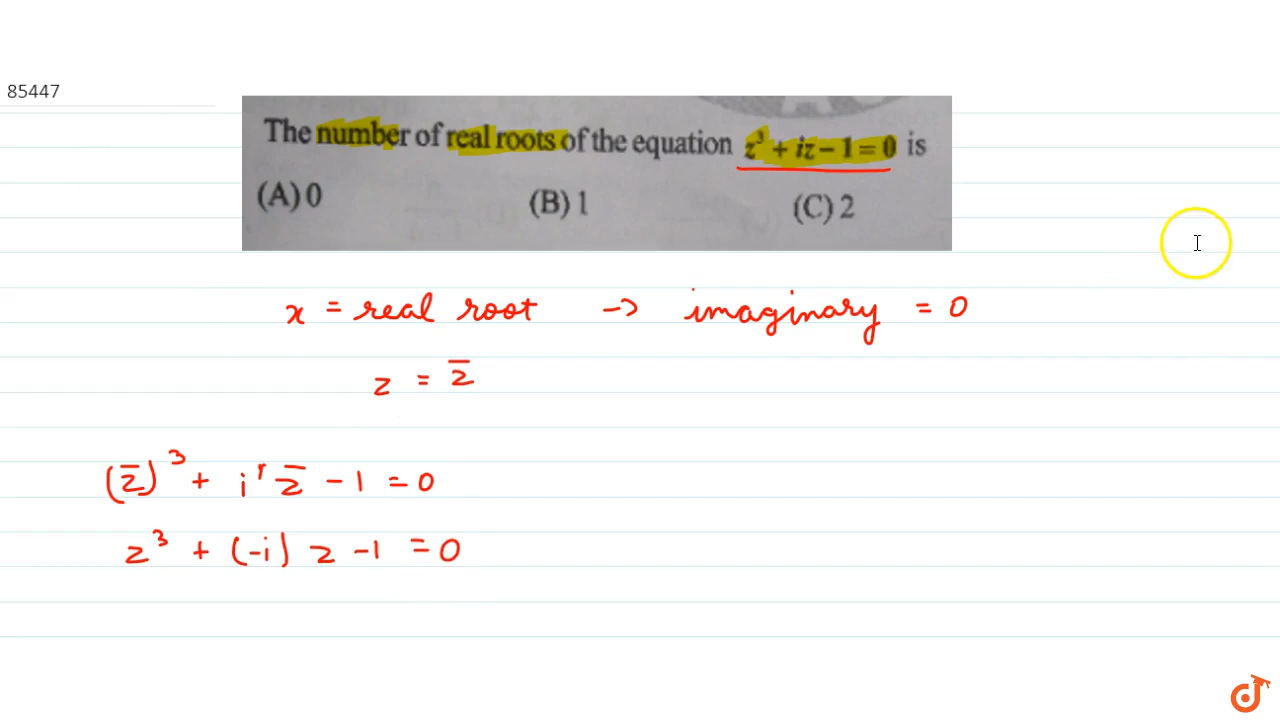 85447
The number of real roots of the equation z³ + iz − 1 = 0 is
(A) 0 (B) 1 (C) 2
x = real root -> imaginary = 0
z = z̄
(z̄)³ + i' z̄ - 1 = 0
z³ + (-i) z - 1 = 0